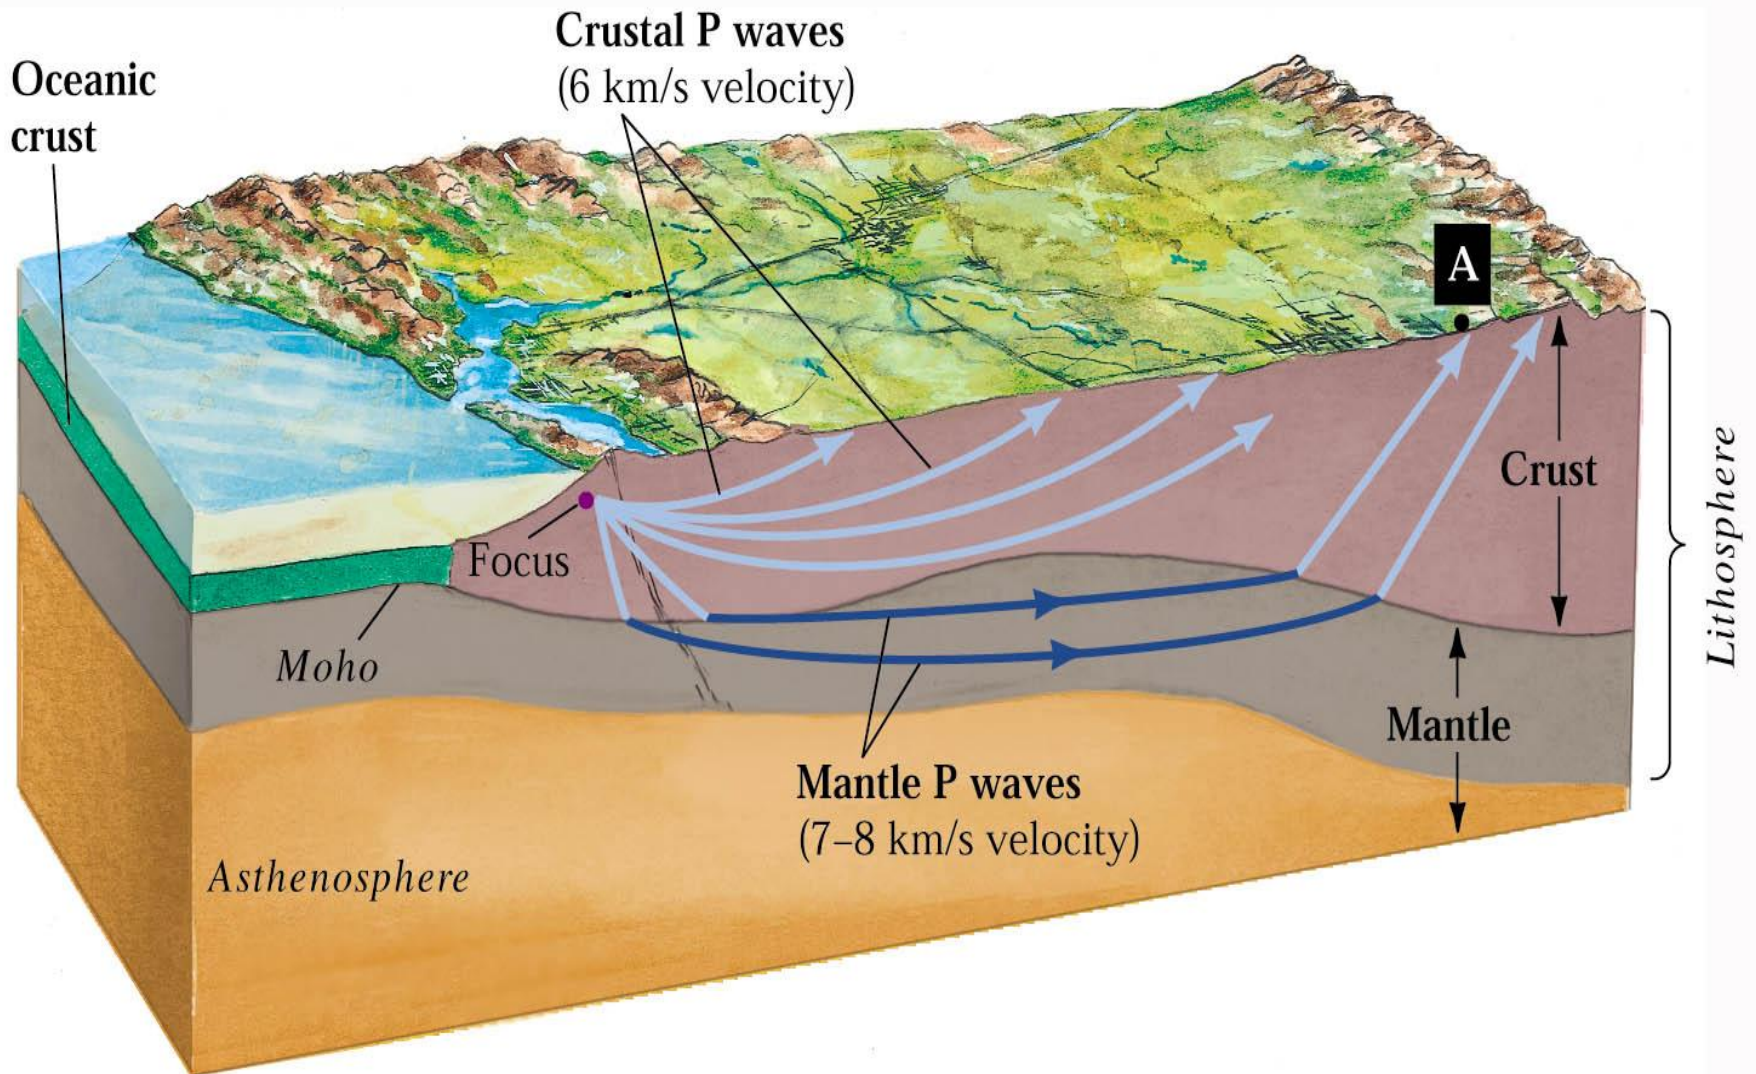 Crustal P waves
(6 km/s velocity)
Oceanic
crust
A
Crust
Lithosphere
Focus
Moho
Mantle
Mantle P waves
(7–8 km/s velocity)
Asthenosphere